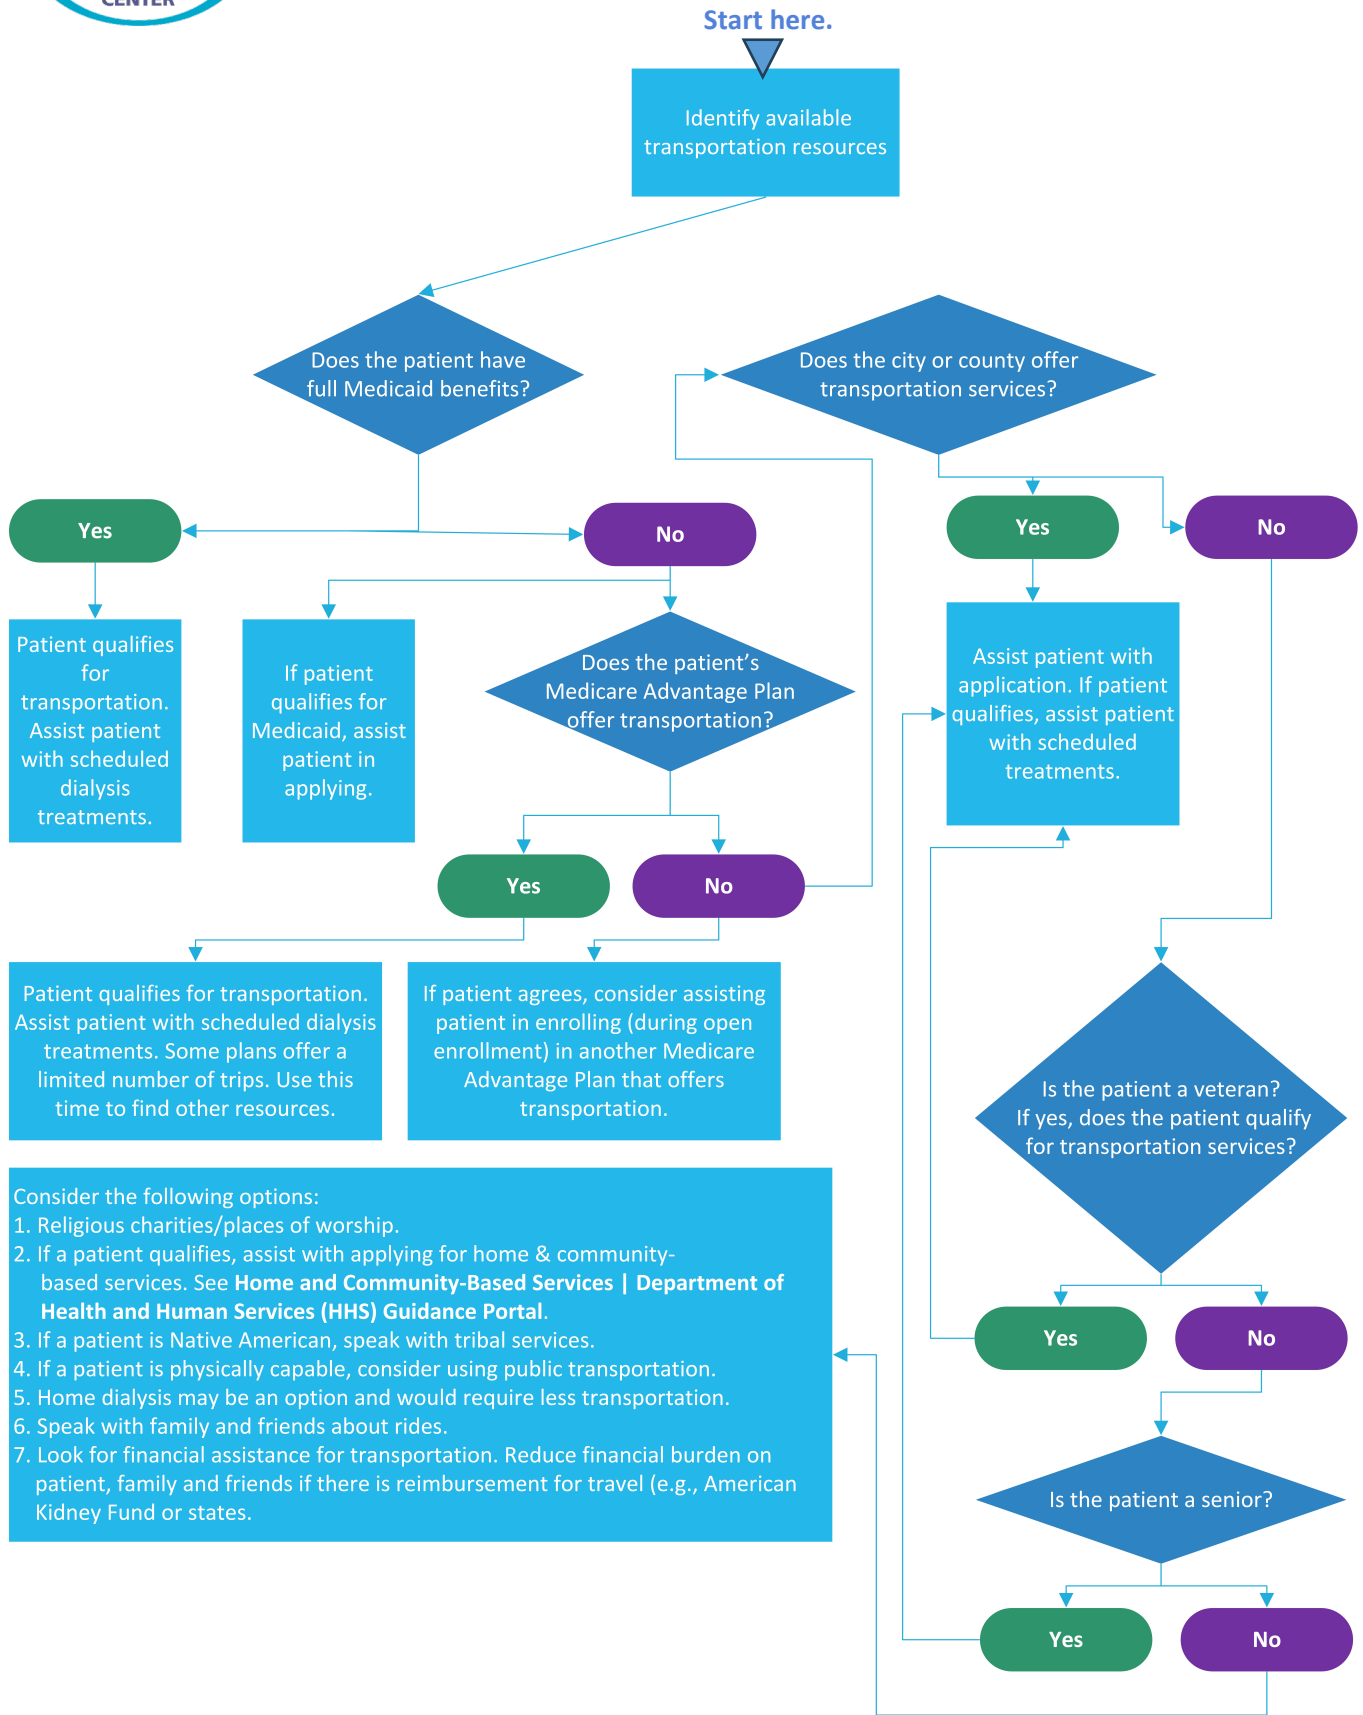 CENTER
Start here.
Identify available
transportation resources
Does the patient have
full Medicaid benefits?
Does the city or county offer
transportation services?
Yes
No
Yes
No
Patient qualifies
for
transportation.
Assist patient
with scheduled
dialysis
treatments.
If patient
qualifies for
Medicaid, assist
patient in
applying.
Does the patient’s
Medicare Advantage Plan
offer transportation?
Assist patient with
application. If patient
qualifies, assist patient
with scheduled
treatments.
Yes
No
Patient qualifies for transportation.
Assist patient with scheduled dialysis
treatments. Some plans offer a
limited number of trips. Use this
time to find other resources.
If patient agrees, consider assisting
patient in enrolling (during open
enrollment) in another Medicare
Advantage Plan that offers
transportation.
Is the patient a veteran?
If yes, does the patient qualify
for transportation services?
Consider the following options:
1. Religious charities/places of worship.
2. If a patient qualifies, assist with applying for home & community-
based services. See Home and Community-Based Services | Department of
Health and Human Services (HHS) Guidance Portal.
3. If a patient is Native American, speak with tribal services.
4. If a patient is physically capable, consider using public transportation.
5. Home dialysis may be an option and would require less transportation.
6. Speak with family and friends about rides.
7. Look for financial assistance for transportation. Reduce financial burden on
patient, family and friends if there is reimbursement for travel (e.g., American
Kidney Fund or states.
Yes
No
Is the patient a senior?
Yes
No